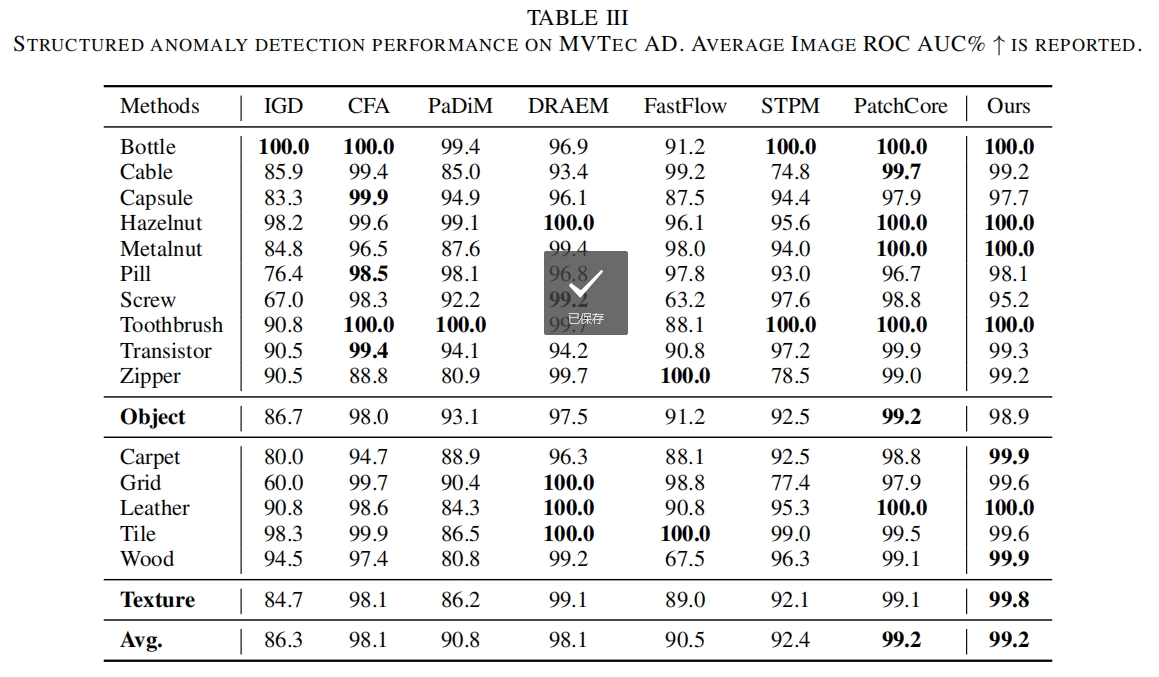 TABLE III
STRUCTURED ANOMALY DETECTION PERFORMANCE ON MVTEC AD. AVERAGE IMAGE ROC AUC% ↑ IS REPORTED.
Methods IGD CFA PaDiM DRAEM FastFlow STPM PatchCore Ours
Bottle 100.0 100.0 99.4 96.9 91.2 100.0 100.0 100.0
Cable 85.9 99.4 85.0 93.4 99.2 74.8 99.7 99.2
Capsule 83.3 99.9 94.9 96.1 87.5 94.4 97.9 97.7
Hazelnut 98.2 99.6 99.1 100.0 96.1 95.6 100.0 100.0
Metalnut 84.8 96.5 87.6 99.4 98.0 94.0 100.0 100.0
Pill 76.4 98.5 98.1 96.8 97.8 93.0 96.7 98.1
Screw 67.0 98.3 92.2 99.2 63.2 97.6 98.8 95.2
已保存
Toothbrush 90.8 100.0 100.0 99.7 88.1 100.0 100.0 100.0
Transistor 90.5 99.4 94.1 94.2 90.8 97.2 99.9 99.3
Zipper 90.5 88.8 80.9 99.7 100.0 78.5 99.0 99.2
Object 86.7 98.0 93.1 97.5 91.2 92.5 99.2 98.9
Carpet 80.0 94.7 88.9 96.3 88.1 92.5 98.8 99.9
Grid 60.0 99.7 90.4 100.0 98.8 77.4 97.9 99.6
Leather 90.8 98.6 84.3 100.0 90.8 95.3 100.0 100.0
Tile 98.3 99.9 86.5 100.0 100.0 99.0 99.5 99.6
Wood 94.5 97.4 80.8 99.2 67.5 96.3 99.1 99.9
Texture 84.7 98.1 86.2 99.1 89.0 92.1 99.1 99.8
Avg. 86.3 98.1 90.8 98.1 90.5 92.4 99.2 99.2